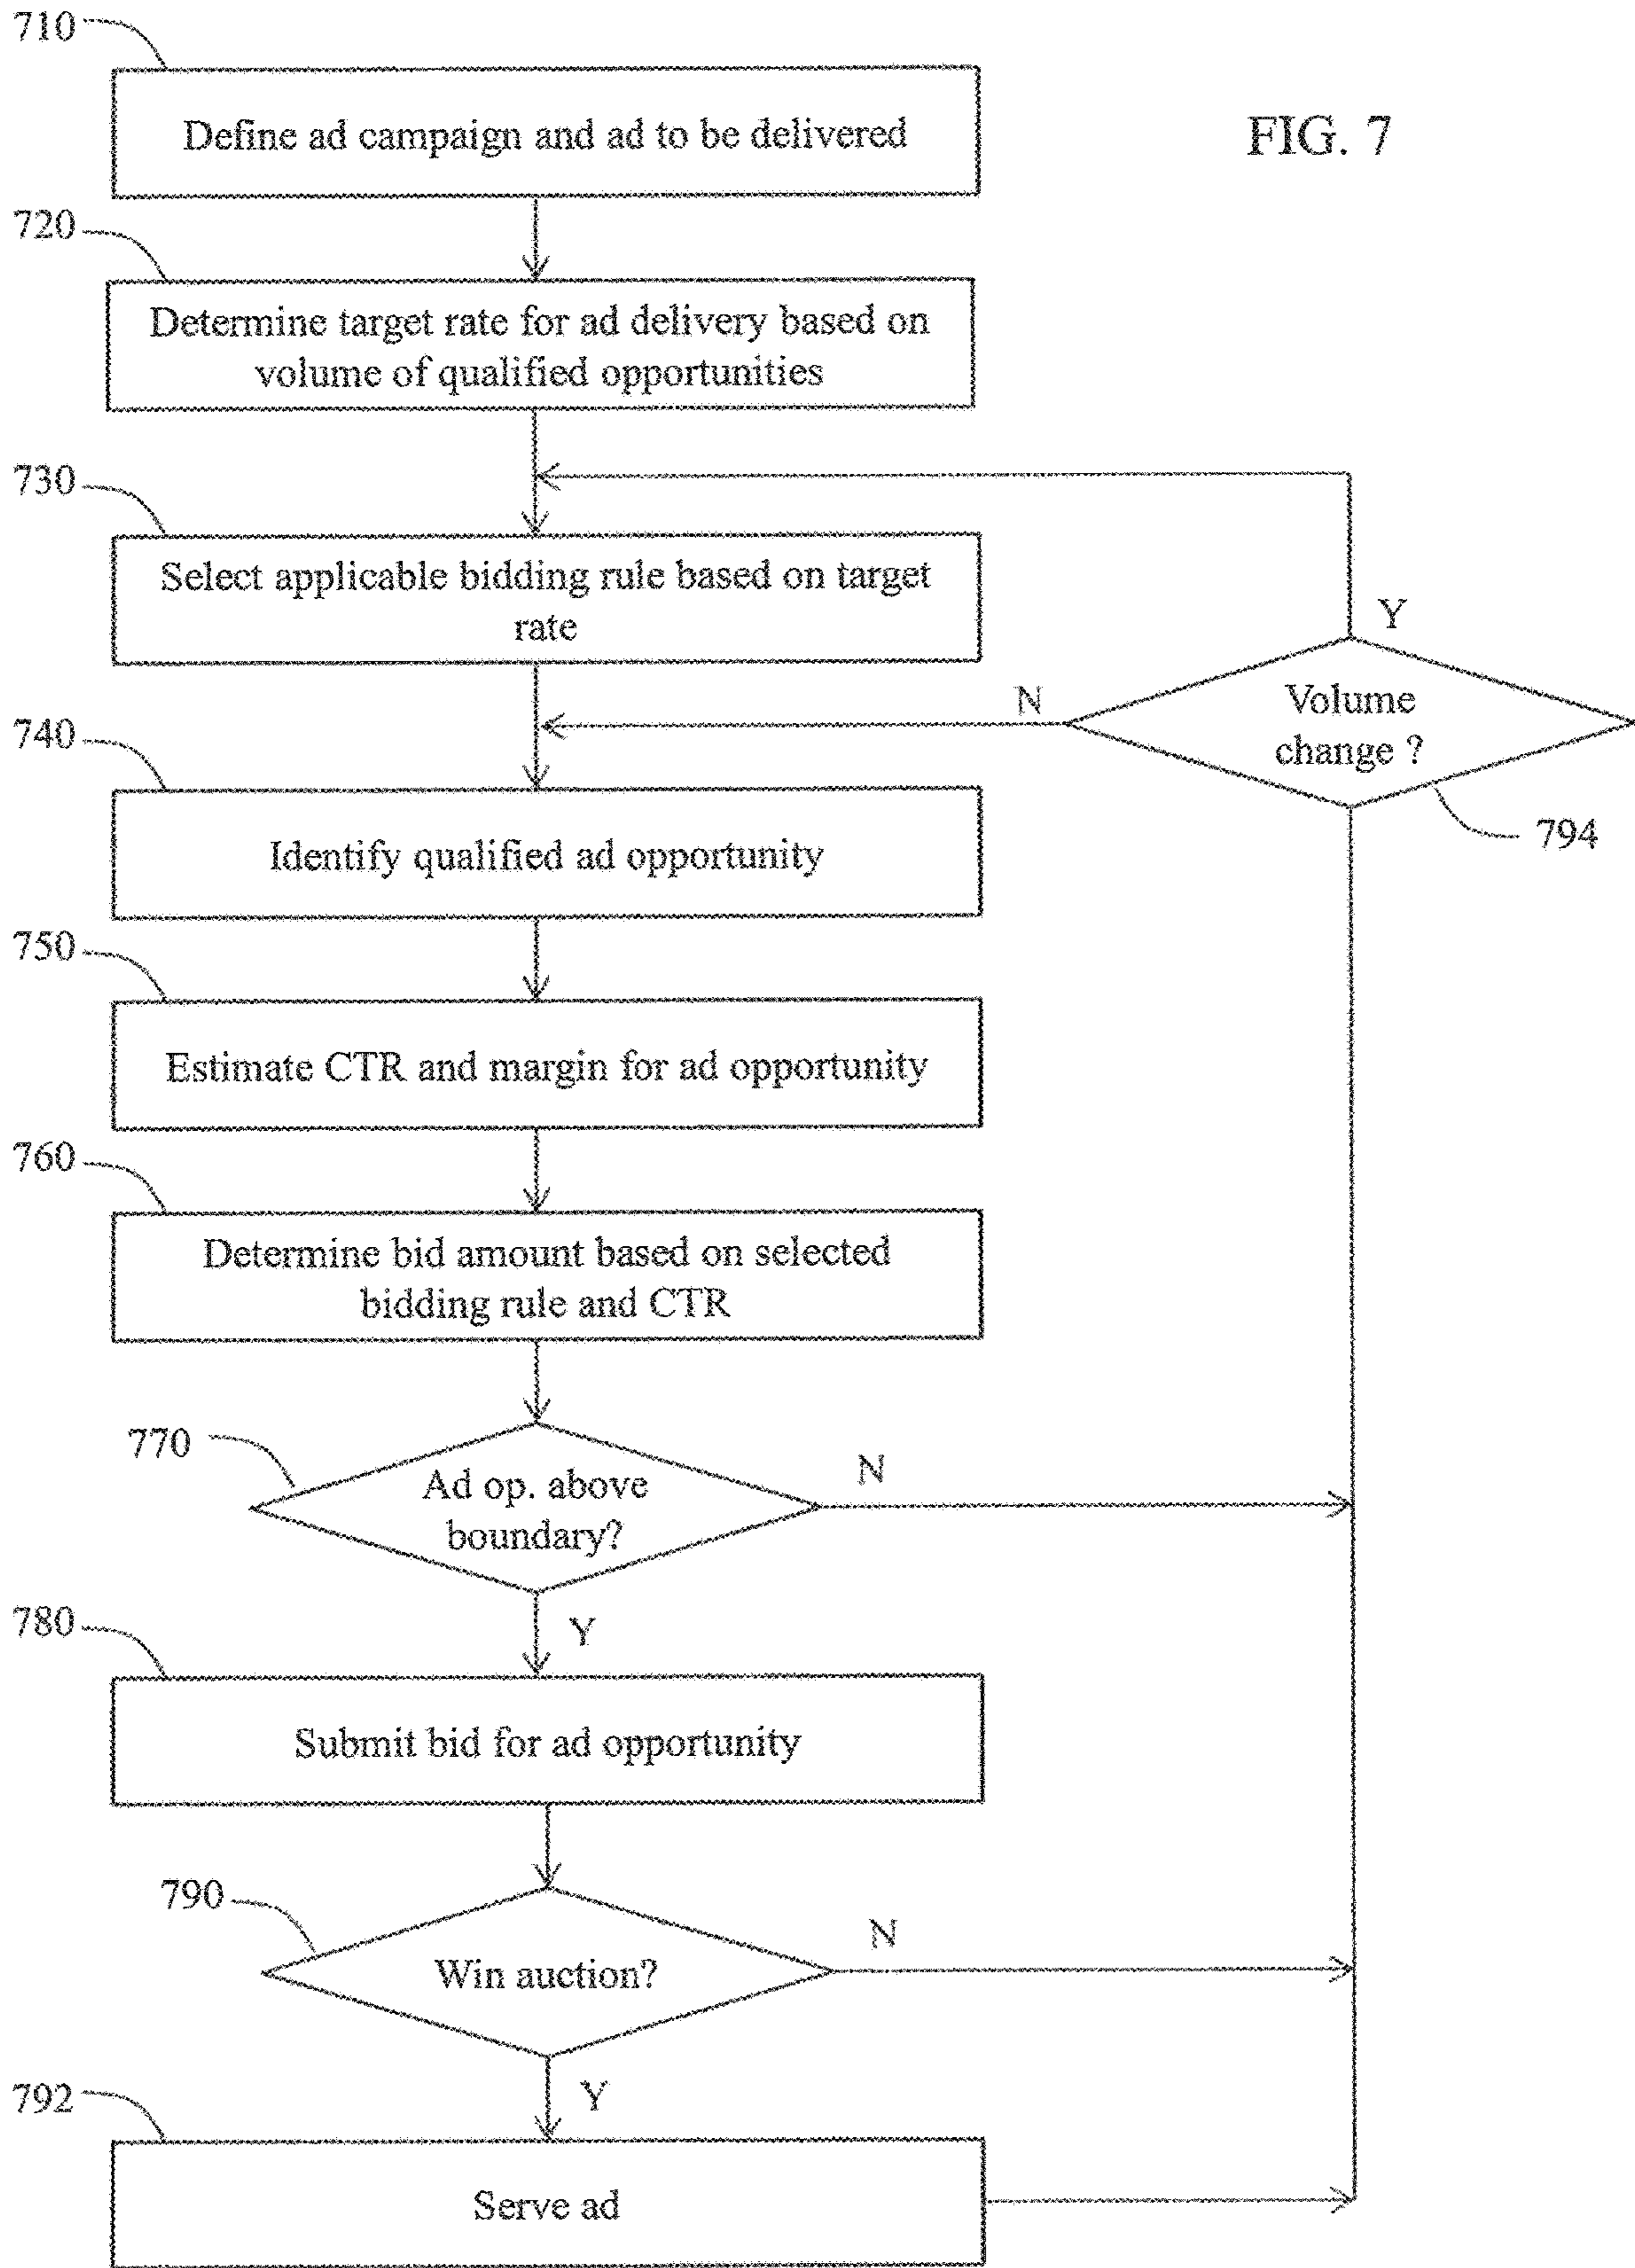 710
Define ad campaign and ad to be delivered
FIG. 7
720
Determine target rate for ad delivery based on
volume of qualified opportunities
730
Select applicable bidding rule based on target
rate
Y
N
Volume
change ?
740
794
Identify qualified ad opportunity
750
Estimate CTR and margin for ad opportunity
760
Determine bid amount based on selected
bidding rule and CTR
770
N
Ad op. above
boundary?
780
Y
Submit bid for ad opportunity
790
N
Win auction?
792
Y
Serve ad